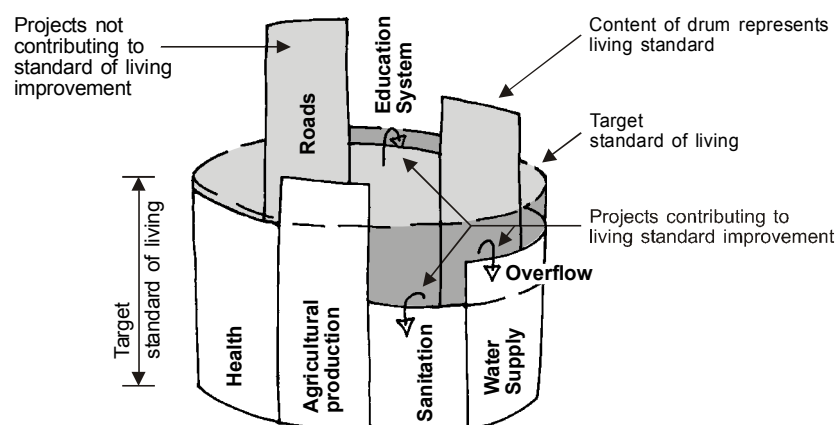 Projects not
contributing to
standard of living
improvement
Education
System
Content of drum represents
living standard
Roads
Target
standard of living
Target
standard of living
Projects contributing to
living standard improvement
Overflow
Health
Agricultural
production
Sanitation
Water
Supply